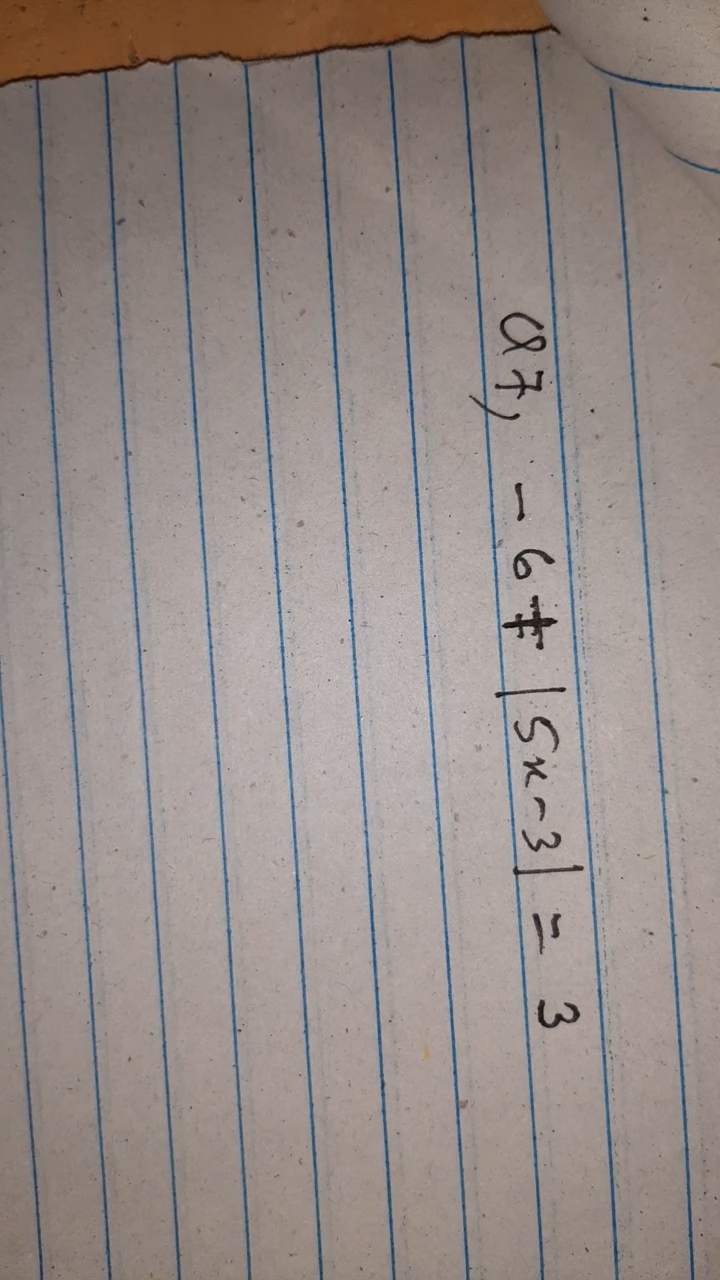 Q7, - 6 + |5x-3| = 3